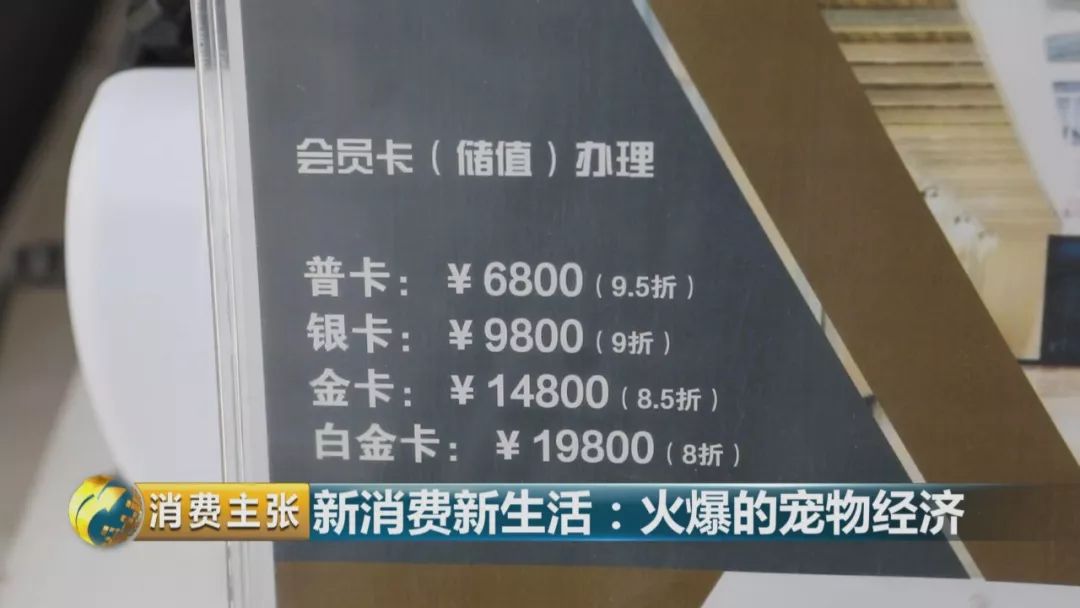 会员卡（储值）办理
普卡：￥6800（9.5折）
银卡：￥9800（9折）
金卡：￥14800（8.5折）
白金卡：￥19800（8折）
消费主张 新消费新生活：火爆的宠物经济